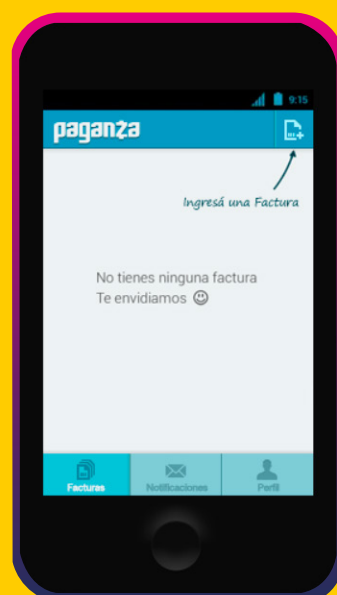 9:15
paganza
Ingresá una Factura
No tienes ninguna factura
Te envidiamos
Facturas
Notificaciones
Perfil